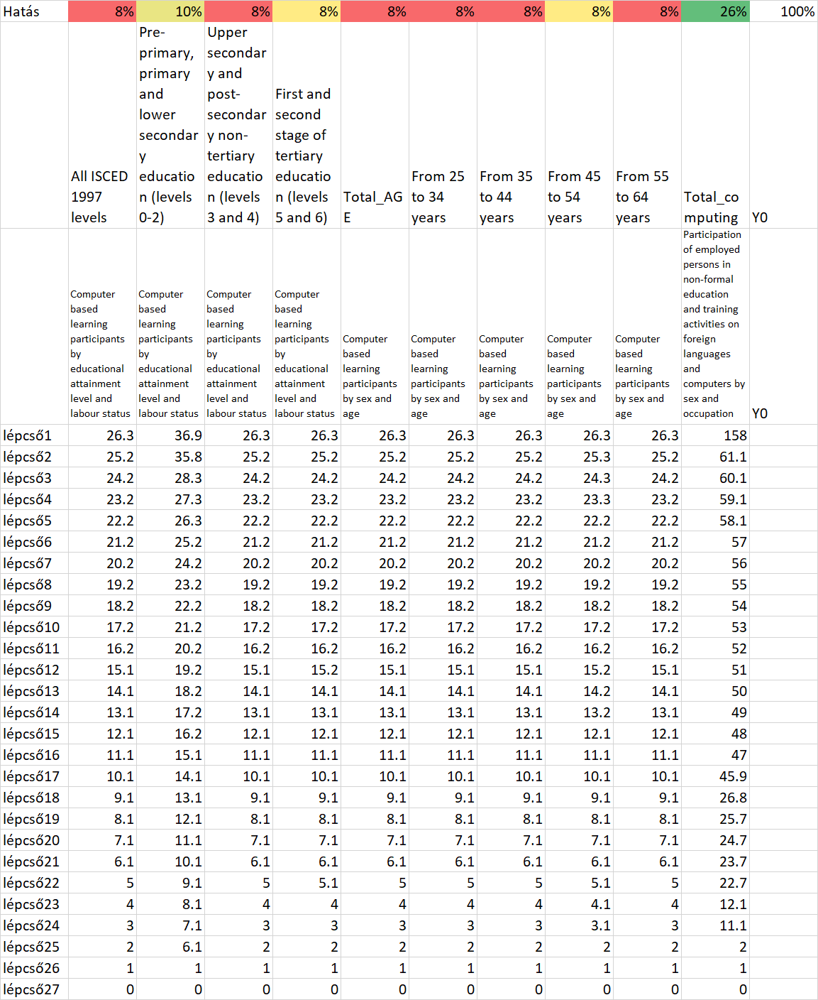 Hatás 8% 10% 8% 8% 8% 8% 8% 8% 8% 26% 100%
All ISCED 1997 levels Pre-primary, primary and lower secondary education (levels 0-2) Upper secondary and post-secondary non-tertiary education (levels 3 and 4) First and second stage of tertiary education (levels 5 and 6) Total_AGE From 25 to 34 years From 35 to 44 years From 45 to 54 years From 55 to 64 years Total_computing Y0
Computer based learning participants by educational attainment level and labour status Computer based learning participants by educational attainment level and labour status Computer based learning participants by educational attainment level and labour status Computer based learning participants by educational attainment level and labour status Computer based learning participants by sex and age Computer based learning participants by sex and age Computer based learning participants by sex and age Computer based learning participants by sex and age Computer based learning participants by sex and age Participation of employed persons in non-formal education and training activities on foreign languages and computers by sex and occupation Y0
lépcső1 26.3 36.9 26.3 26.3 26.3 26.3 26.3 26.3 26.3 158
lépcső2 25.2 35.8 25.2 25.2 25.2 25.2 25.2 25.3 25.2 61.1
lépcső3 24.2 28.3 24.2 24.2 24.2 24.2 24.2 24.3 24.2 60.1
lépcső4 23.2 27.3 23.2 23.2 23.2 23.2 23.2 23.3 23.2 59.1
lépcső5 22.2 26.3 22.2 22.2 22.2 22.2 22.2 22.2 22.2 58.1
lépcső6 21.2 25.2 21.2 21.2 21.2 21.2 21.2 21.2 21.2 57
lépcső7 20.2 24.2 20.2 20.2 20.2 20.2 20.2 20.2 20.2 56
lépcső8 19.2 23.2 19.2 19.2 19.2 19.2 19.2 19.2 19.2 55
lépcső9 18.2 22.2 18.2 18.2 18.2 18.2 18.2 18.2 18.2 54
lépcső10 17.2 21.2 17.2 17.2 17.2 17.2 17.2 17.2 17.2 53
lépcső11 16.2 20.2 16.2 16.2 16.2 16.2 16.2 16.2 16.2 52
lépcső12 15.1 19.2 15.1 15.2 15.1 15.1 15.1 15.2 15.1 51
lépcső13 14.1 18.2 14.1 14.1 14.1 14.1 14.1 14.2 14.1 50
lépcső14 13.1 17.2 13.1 13.1 13.1 13.1 13.1 13.2 13.1 49
lépcső15 12.1 16.2 12.1 12.1 12.1 12.1 12.1 12.1 12.1 48
lépcső16 11.1 15.1 11.1 11.1 11.1 11.1 11.1 11.1 11.1 47
lépcső17 10.1 14.1 10.1 10.1 10.1 10.1 10.1 10.1 10.1 45.9
lépcső18 9.1 13.1 9.1 9.1 9.1 9.1 9.1 9.1 9.1 26.8
lépcső19 8.1 12.1 8.1 8.1 8.1 8.1 8.1 8.1 8.1 25.7
lépcső20 7.1 11.1 7.1 7.1 7.1 7.1 7.1 7.1 7.1 24.7
lépcső21 6.1 10.1 6.1 6.1 6.1 6.1 6.1 6.1 6.1 23.7
lépcső22 5 9.1 5 5.1 5 5 5 5.1 5 22.7
lépcső23 4 8.1 4 4 4 4 4 4.1 4 12.1
lépcső24 3 7.1 3 3 3 3 3 3.1 3 11.1
lépcső25 2 6.1 2 2 2 2 2 2 2 2
lépcső26 1 1 1 1 1 1 1 1 1 1
lépcső27 0 0 0 0 0 0 0 0 0 0